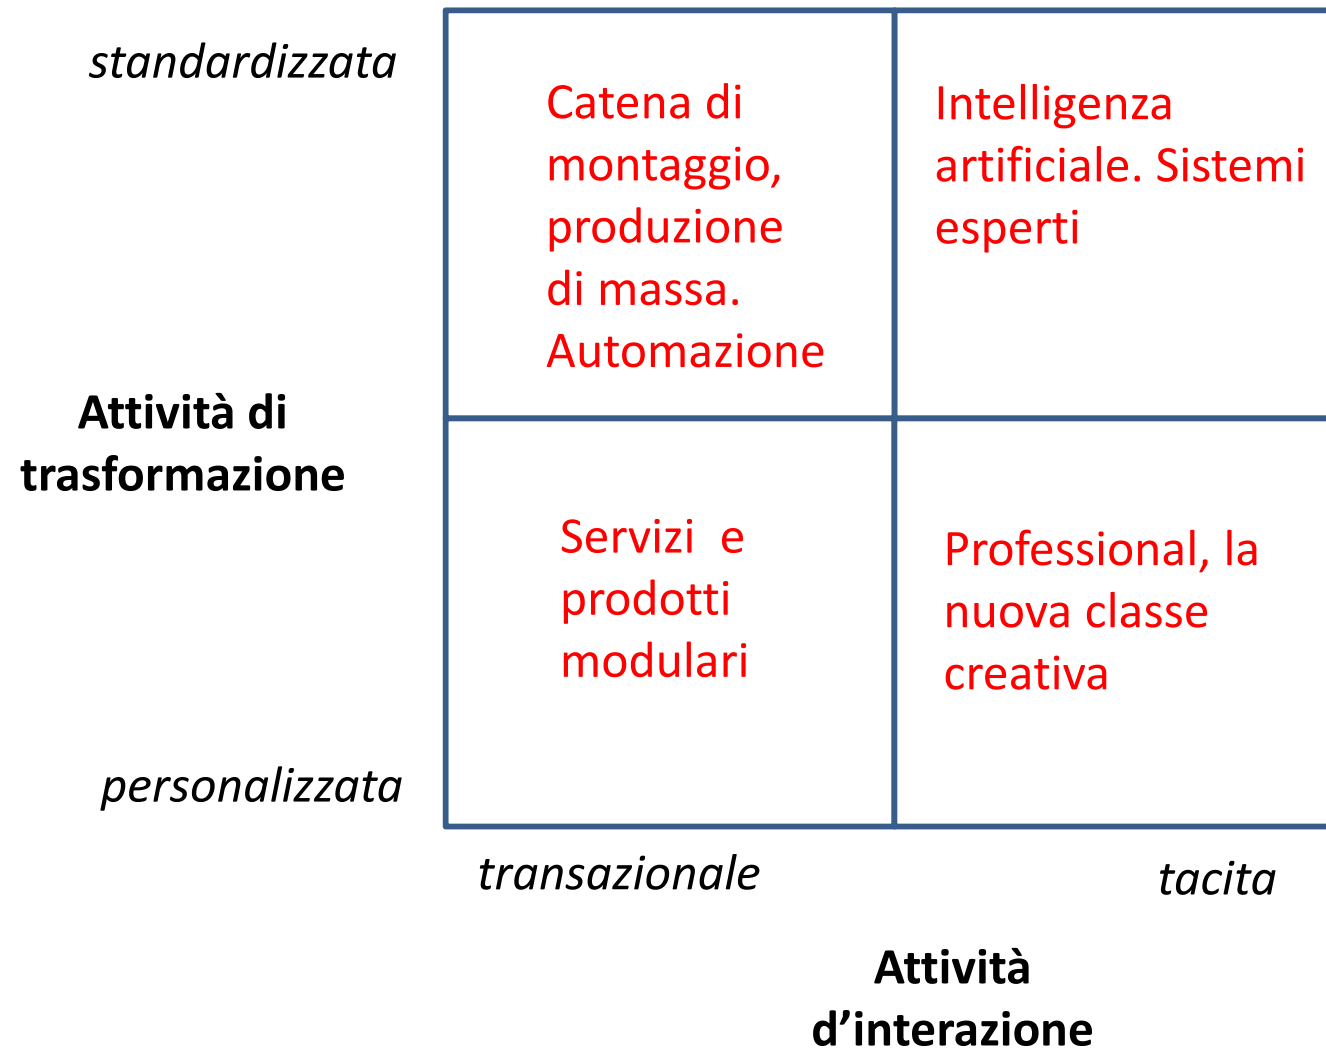 standardizzata
Catena di
montaggio,
produzione
di massa.
Automazione
Intelligenza
artificiale. Sistemi
esperti
Attività di
trasformazione
Servizi  e
prodotti
modulari
Professional, la
nuova classe
creativa
personalizzata
transazionale
tacita
Attività
d’interazione